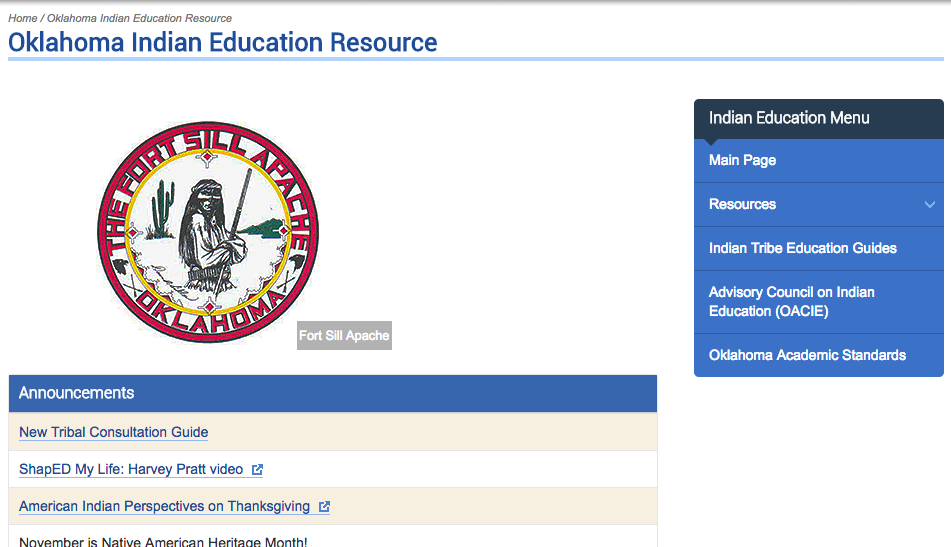 Home / Oklahoma Indian Education Resource
Oklahoma Indian Education Resource
THE FORT SILL APACHE
OKLAHOMA
Fort Sill Apache
Indian Education Menu
Main Page
Resources
Indian Tribe Education Guides
Advisory Council on Indian
Education (OACIE)
Oklahoma Academic Standards
Announcements
New Tribal Consultation Guide
ShapED My Life: Harvey Pratt video
American Indian Perspectives on Thanksgiving
November is Native American Heritage Month!